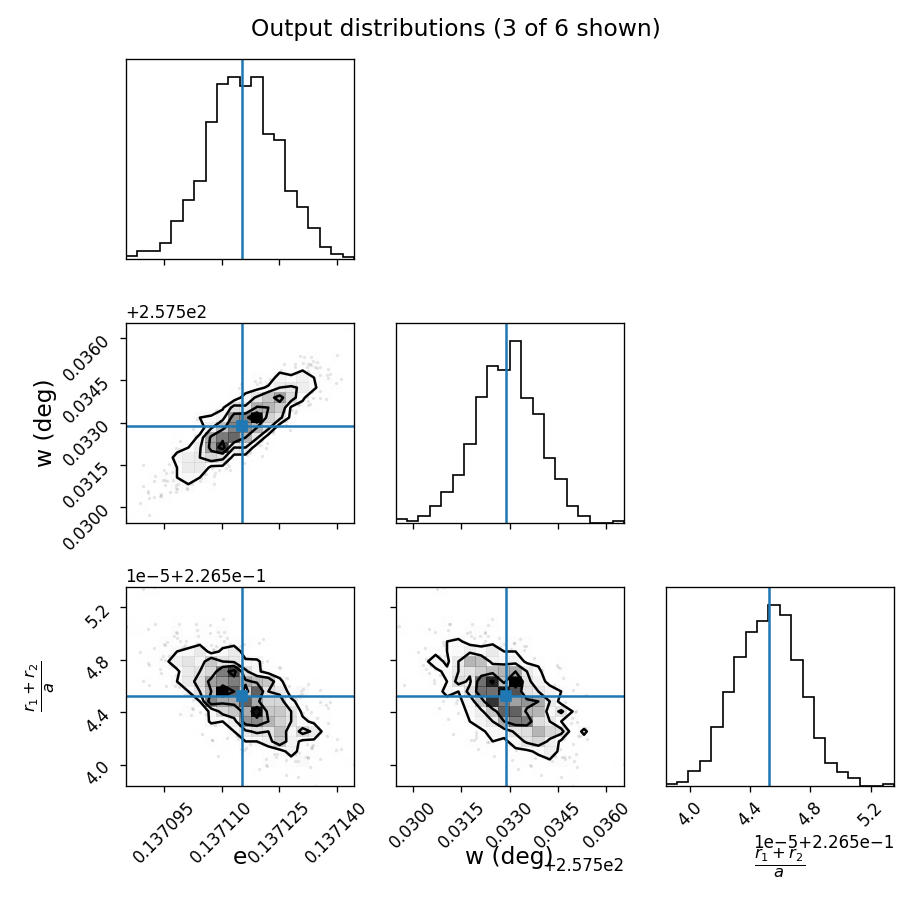 Output distributions (3 of 6 shown)
+2.575e2
w (deg)
0.0360
0.0345
0.0330
0.0315
0.0300
1e−5+2.265e−1
r1 + r2
a
5.2
4.8
4.4
4.0
0.137095
0.137110
0.137125
0.137140
e
0.0300
0.0315
0.0330
0.0345
0.0360
w (deg)
+2.575e2
4.0
4.4
4.8
5.2
1e−5+2.265e−1
r1 + r2
a